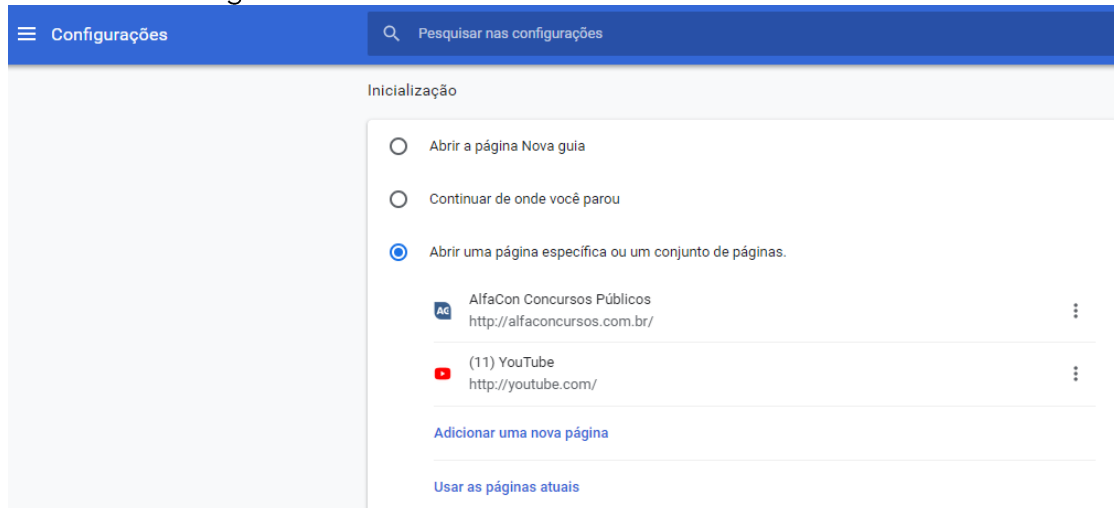 Configurações
Pesquisar nas configurações
Inicialização
Abrir a página Nova guia
Continuar de onde você parou
Abrir uma página específica ou um conjunto de páginas.
AlfaCon Concursos Públicos
http://alfaconcursos.com.br/
(11) YouTube
http://youtube.com/
Adicionar uma nova página
Usar as páginas atuais